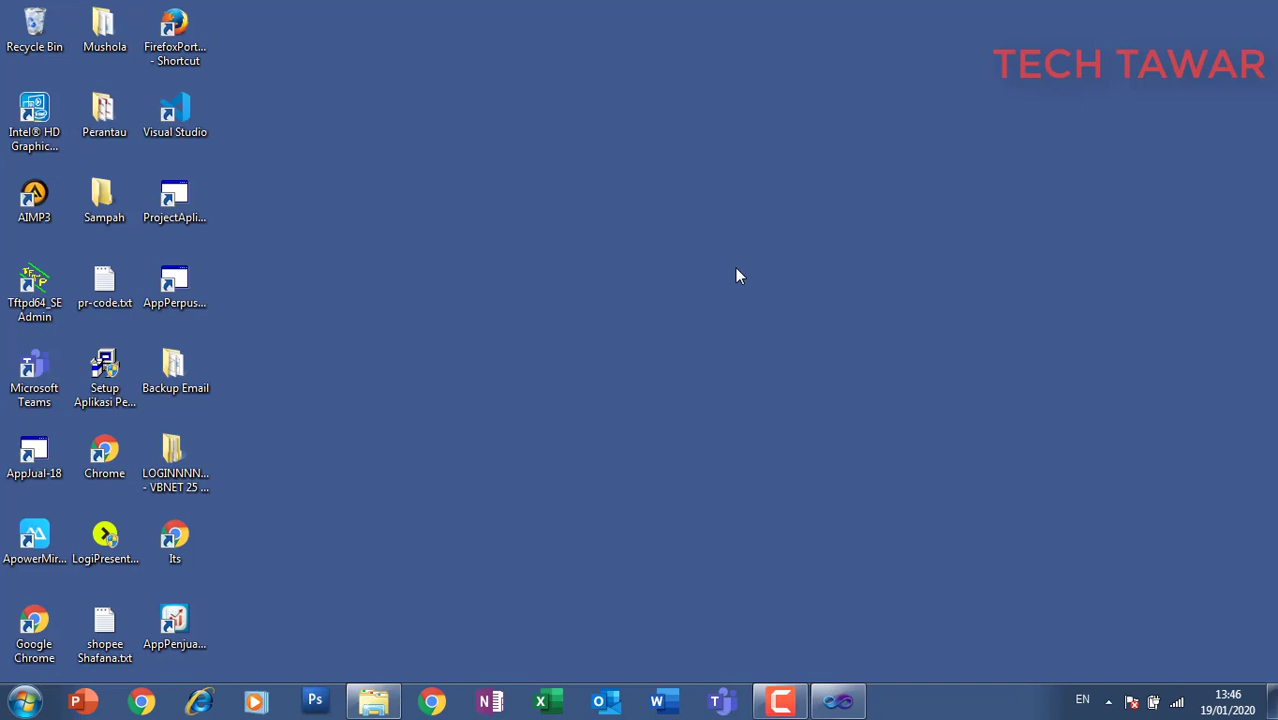 Recycle Bin
Mushola
FirefoxPort...
- Shortcut
TECH TAWAR
Intel® HD
Graphic...
Perantau
Visual Studio
AIMP3
Sampah
ProjectApli...
Tftpd64_SE
Admin
pr-code.txt
AppPerpus...
Microsoft
Teams
Setup
Aplikasi Pe...
Backup Email
AppJual-18
Chrome
LOGINNNN...
- VBNET 25 ...
ApowerMir...
LogiPresent...
Its
Google
Chrome
shopee
Shafana.txt
AppPenjua...
Ps
EN
13:46
19/01/2020